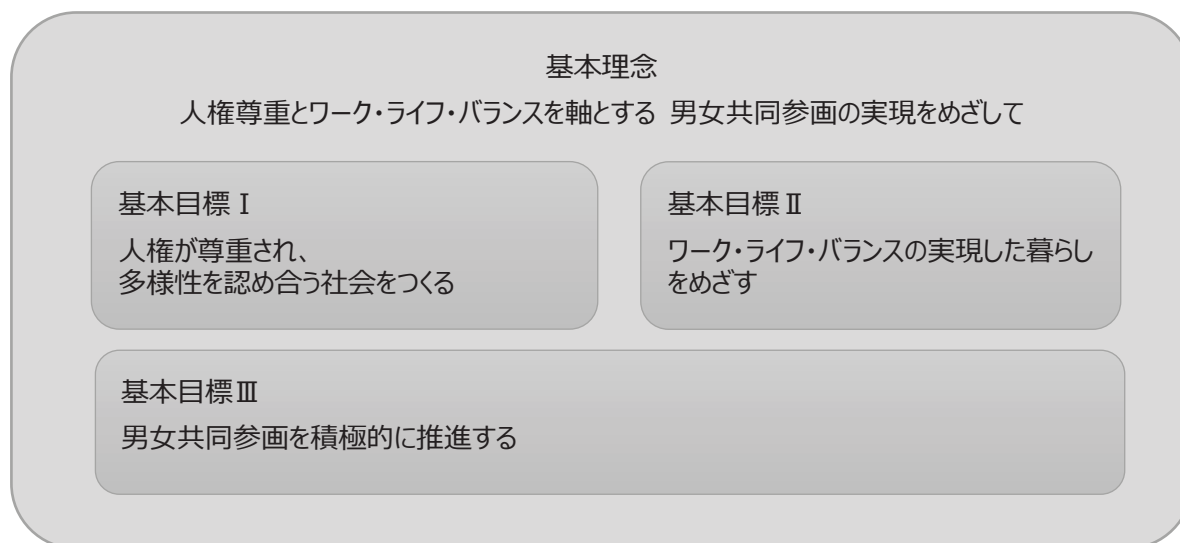 基本理念
人権尊重とワーク・ライフ・バランスを軸とする 男女共同参画の実現をめざして
基本目標Ⅰ
人権が尊重され、
多様性を認め合う社会をつくる
基本目標Ⅱ
ワーク・ライフ・バランスの実現した暮らし
をめざす
基本目標Ⅲ
男女共同参画を積極的に推進する